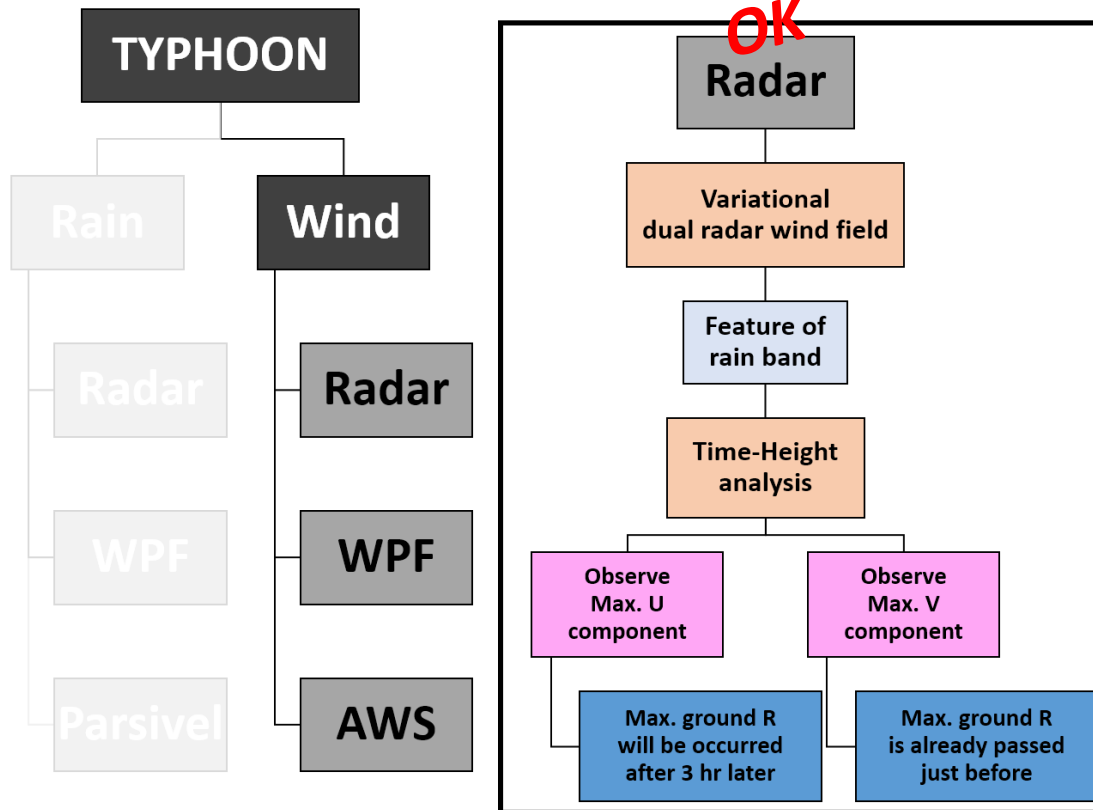 TYPHOON
Rain
Wind
Radar
Radar
WPF
WPF
Parsivel
AWS
OK
Radar
Variational
dual radar wind field
Feature of
rain band
Time-Height
analysis
Observe
Max. U
component
Observe
Max. V
component
Max. ground R
will be occurred
after 3 hr later
Max. ground R
is already passed
just before